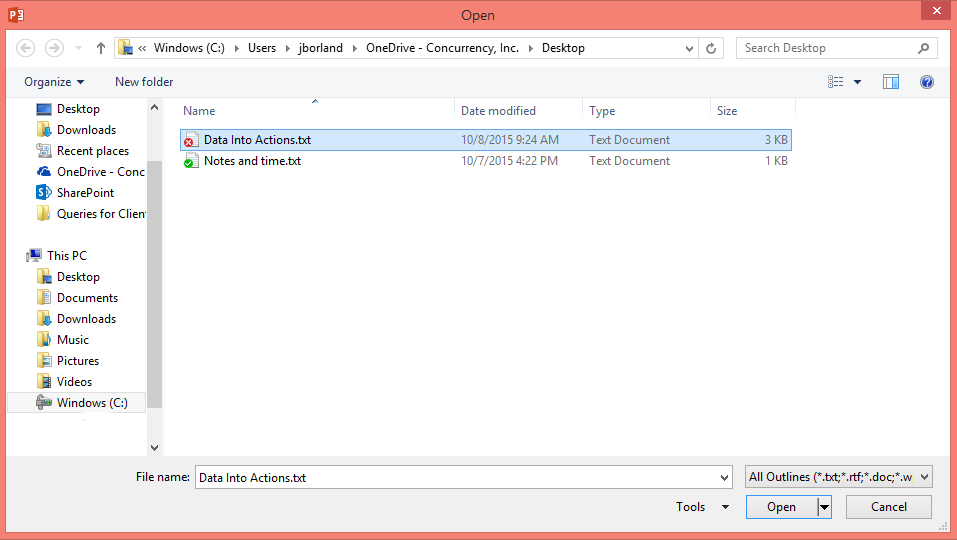 Open
« Windows (C:) Users jborland OneDrive - Concurrency, Inc. Desktop
Search Desktop
Organize New folder
Name Date modified Type Size
Data Into Actions.txt 10/8/2015 9:24 AM Text Document 3 KB
Notes and time.txt 10/7/2015 4:22 PM Text Document 1 KB
Desktop
Downloads
Recent places
OneDrive - Conc
SharePoint
Queries for Clien
This PC
Desktop
Documents
Downloads
Music
Pictures
Videos
Windows (C:)
File name: Data Into Actions.txt All Outlines (*.txt;*.rtf;*.doc;*.w
Tools Open Cancel